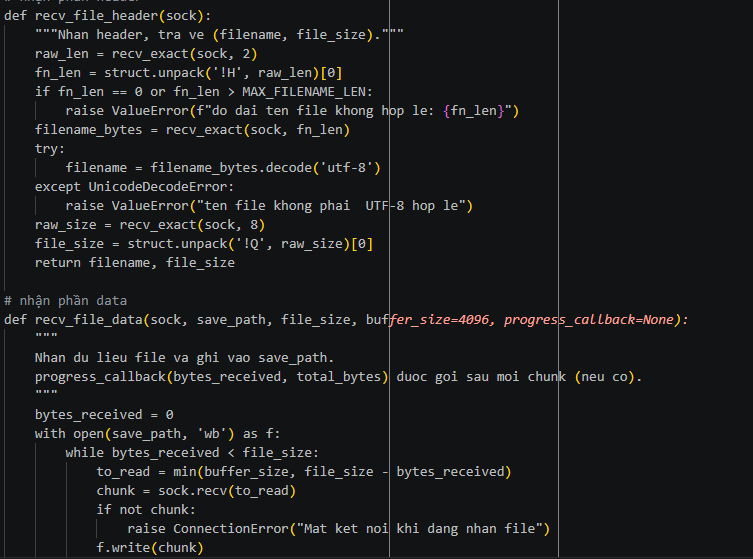 def recv_file_header(sock):
    """Nhan header, tra ve (filename, file_size)."""
    raw_len = recv_exact(sock, 2)
    fn_len = struct.unpack('!H', raw_len)[0]
    if fn_len == 0 or fn_len > MAX_FILENAME_LEN:
        raise ValueError(f"do dai ten file khong hop le: {fn_len}")
    filename_bytes = recv_exact(sock, fn_len)
    try:
        filename = filename_bytes.decode('utf-8')
    except UnicodeDecodeError:
        raise ValueError("ten file khong phai  UTF-8 hop le")
    raw_size = recv_exact(sock, 8)
    file_size = struct.unpack('!Q', raw_size)[0]
    return filename, file_size

# nhận phần data
def recv_file_data(sock, save_path, file_size, buffer_size=4096, progress_callback=None):
    """
    Nhan du lieu file va ghi vao save_path.
    progress_callback(bytes_received, total_bytes) duoc goi sau moi chunk (neu co).
    """
    bytes_received = 0
    with open(save_path, 'wb') as f:
        while bytes_received < file_size:
            to_read = min(buffer_size, file_size - bytes_received)
            chunk = sock.recv(to_read)
            if not chunk:
                raise ConnectionError("Mat ket noi khi dang nhan file")
            f.write(chunk)